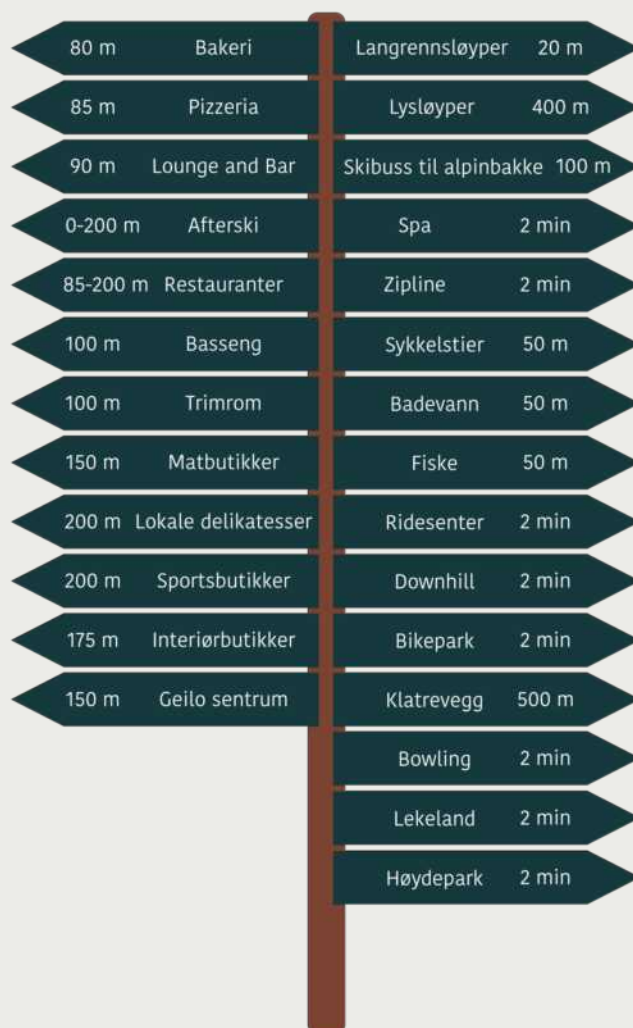 80 m Bakeri
85 m Pizzeria
90 m Lounge and Bar
0-200 m Afterski
85-200 m Restauranter
100 m Basseng
100 m Trimrom
150 m Matbutikker
200 m Lokale delikatesser
200 m Sportsbutikker
175 m Interiørbutikker
150 m Geilo sentrum
Langrennsløyper 20 m
Lysløyper 400 m
Skibuss til alpinbakke 100 m
Spa 2 min
Zipline 2 min
Sykkelstier 50 m
Badevann 50 m
Fiske 50 m
Ridesenter 2 min
Downhill 2 min
Bikepark 2 min
Klatrevegg 500 m
Bowling 2 min
Lekeland 2 min
Høydepark 2 min